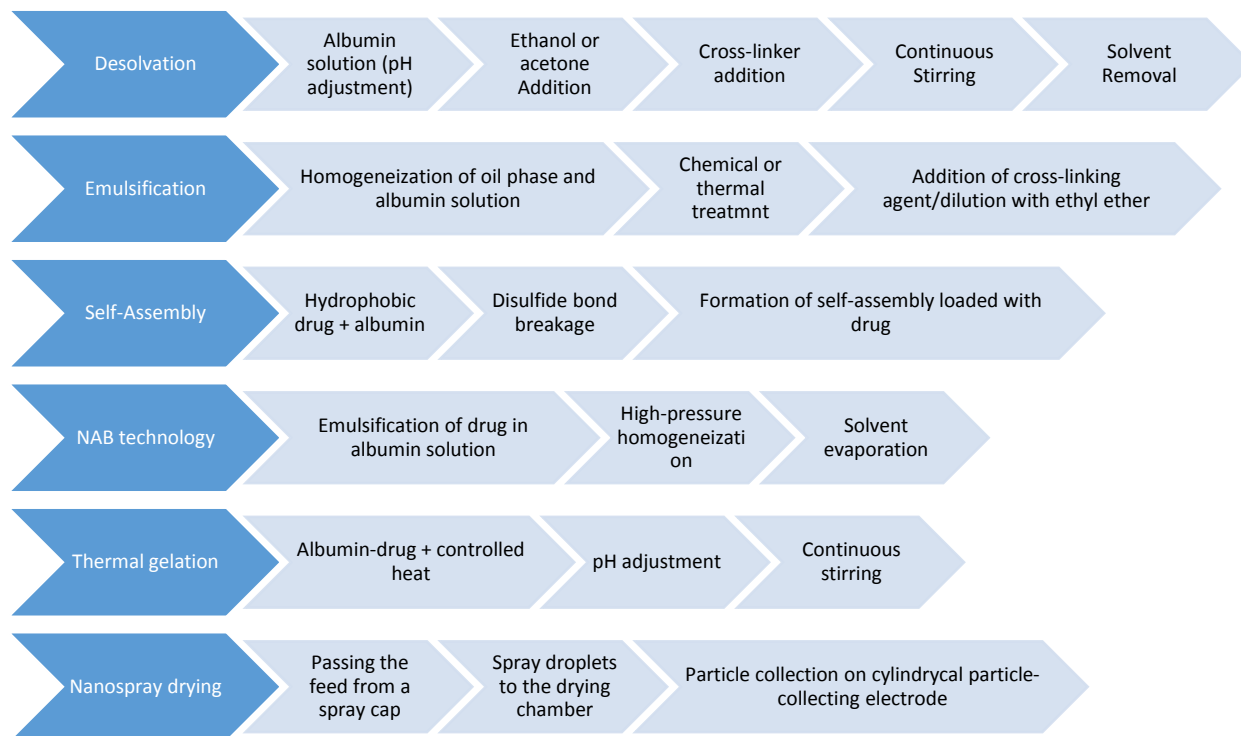 Desolvation
Albumin
solution (pH
adjustment)
Ethanol or
acetone
Addition
Cross-linker
addition
Continuous
Stirring
Solvent
Removal
Emulsification
Homogeneization of oil phase and
albumin solution
Chemical or
thermal
treatmnt
Addition of cross-linking
agent/dilution with ethyl ether
Self-Assembly
Hydrophobic
drug + albumin
Disulfide bond
breakage
Formation of self-assembly loaded with
drug
NAB technology
Emulsification of drug in
albumin solution
High-pressure
homogeneizati
on
Solvent
evaporation
Thermal gelation
Albumin-drug + controlled
heat
pH adjustment
Continuous
stirring
Nanospray drying
Passing the
feed from a
spray cap
Spray droplets
to the drying
chamber
Particle collection on cylindrycal particle-
collecting electrode